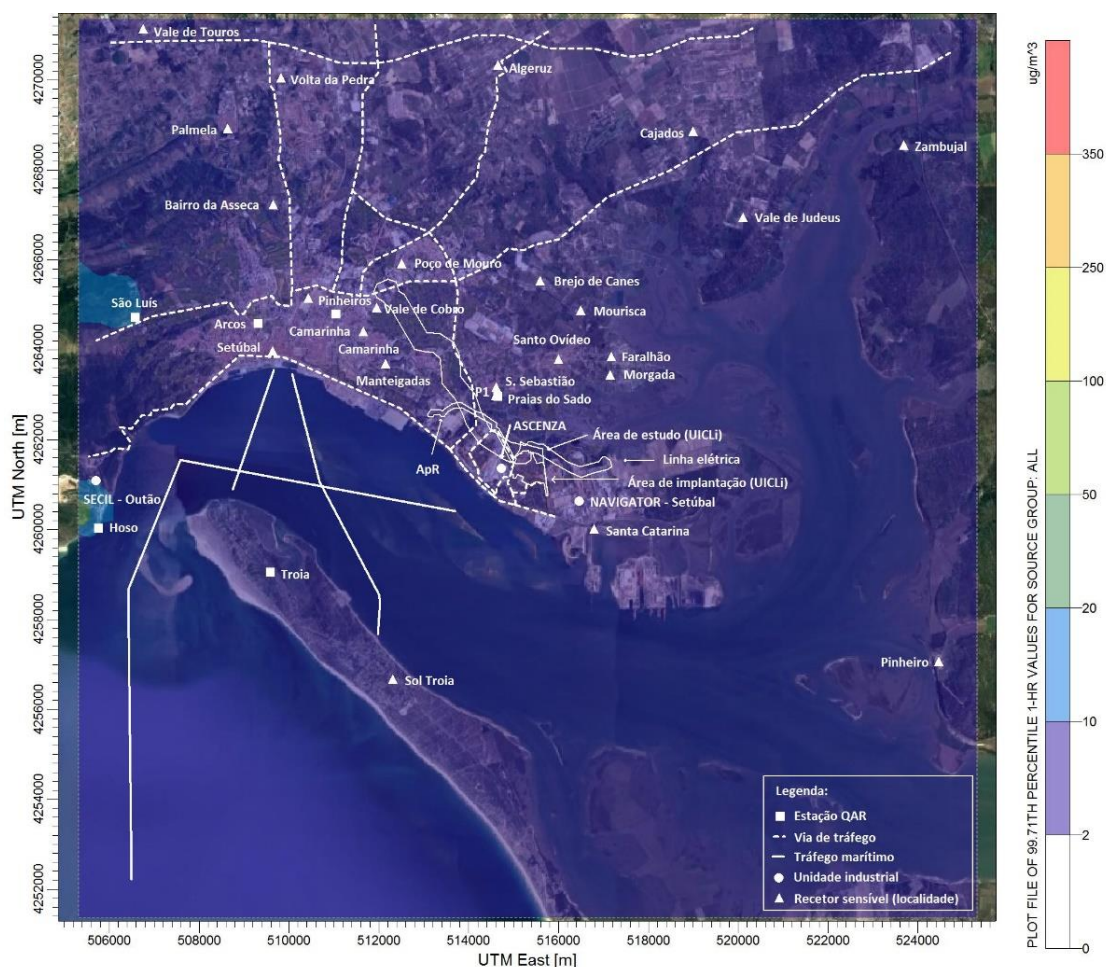 Vale de Touros
Volta da Pedra
Algeruz
Palmela
Cajados
Zambujal
Bairro da Asseca
Vale de Judeus
Poço de Mouro
Brejo de Canes
São Luís
Pinheiros
Vale de Cobro
Mourisca
Arcos
Camarinha
Santo Ovídeo
Setúbal
Camarinha
Faralhão
Manteigadas
Morgada
S. Sebastião
P1
Praias do Sado
ASCENZA
Área de estudo (UICLi)
ApR
Linha elétrica
Área de implantação (UICLi)
SECIL - Outão
NAVIGATOR - Setúbal
Hoso
Santa Catarina
Troia
Pinheiro
Sol Troia
Legenda:
Estação QAR
Via de tráfego
Tráfego marítimo
Unidade industrial
Recetor sensível (localidade)
UTM North [m]
4270000
4268000
4266000
4264000
4262000
4260000
4258000
4256000
4254000
4252000
506000 508000 510000 512000 514000 516000 518000 520000 522000 524000
UTM East [m]
ug/m^3
350
250
100
50
20
10
2
0
PLOT FILE OF 99.71TH PERCENTILE 1-HR VALUES FOR SOURCE GROUP: ALL